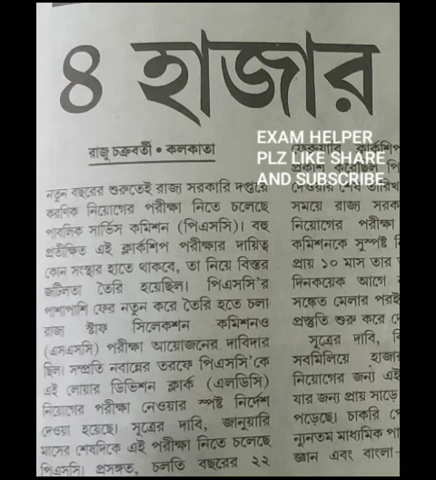 ৪ হাজার
রাজু চক্রবর্তী • কলকাতা
EXAM HELPER
PLZ LIKE SHARE
AND SUBSCRIBE
নতুন বছরের শুরুতেই রাজ্য সরকারি দপ্তরে
করণিক নিয়োগের পরীক্ষা নিতে চলেছে
পাবলিক সার্ভিস কমিশন (পিএসসি)। বহু
প্রতীক্ষিত এই ক্লার্কশিপ পরীক্ষার দায়িত্ব
কোন সংস্থার হাতে থাকবে, তা নিয়ে বিস্তর
জটিলতা তৈরি হয়েছিল। পিএসসি'র
পাশাপাশি ফের নতুন করে তৈরি হতে চলা
রাজ্য স্টাফ সিলেকশন কমিশনও
(এসএসসি) পরীক্ষা আয়োজনের দাবিদার
ছিল। সম্প্রতি নবান্নের তরফে পিএসসি'কে
এই লোয়ার ডিভিশন ক্লার্ক (এলডিসি)
নিয়োগের পরীক্ষা নেওয়ার স্পষ্ট নির্দেশ
দেওয়া হয়েছে। সূত্রের দাবি, জানুয়ারি
মাসের শেষদিকে এই পরীক্ষা নিতে চলেছে
পিএসসি। প্রসঙ্গত, চলতি বছরের ২২
ফেব্রুয়ারি
প্রকাশ করেছিল
দেওয়ার শেষ তারিখ
সময়ে রাজ্য
নিয়োগের পরীক্ষা
কমিশনকে সুস্পষ্ট
প্রায় ১০ মাস তার
দিনকয়েক আগে
সঙ্কেত মেলার পরই
প্রস্তুতি শুরু করে
সূত্রের দাবি,
সবমিলিয়ে হাজার
নিয়োগের জন্য এই
যার জন্য প্রায় সাড়ে
পড়েছে। চাকরি
ন্যূনতম মাধ্যমিক
জ্ঞান এবং বাংলা-